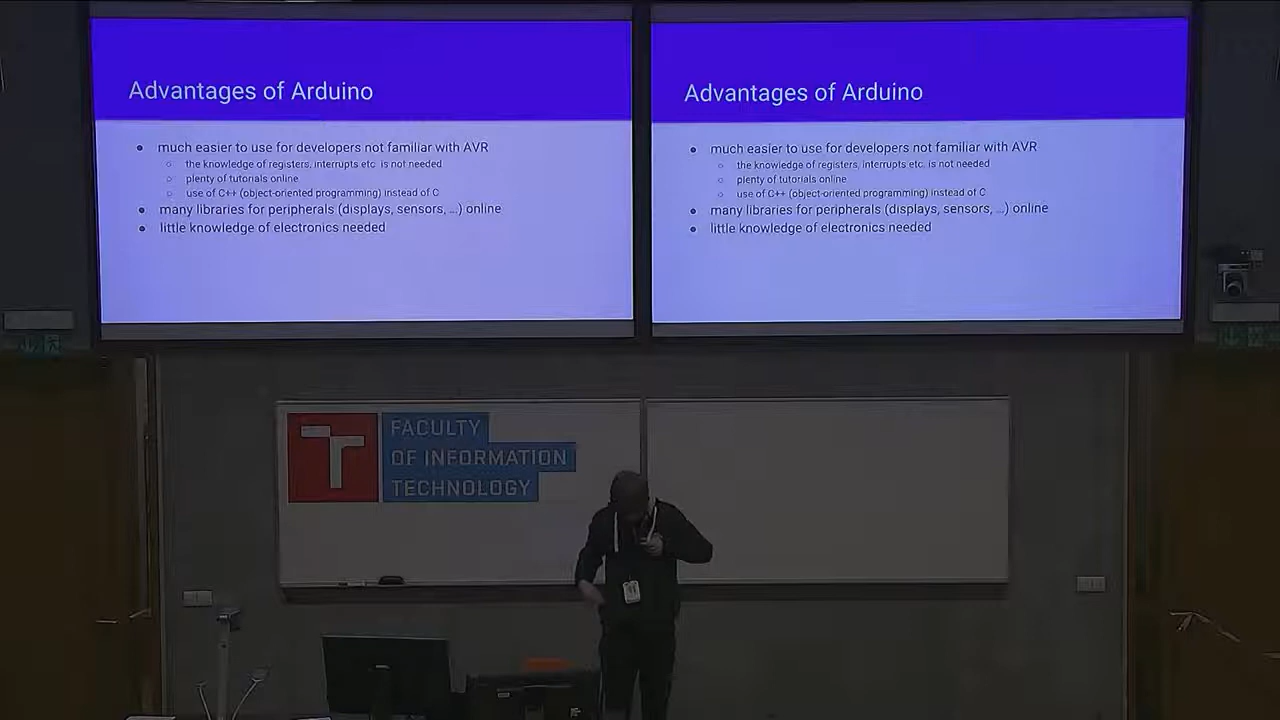 Advantages of Arduino
● much easier to use for developers not familiar with AVR
○ the knowledge of registers, interrupts etc. is not needed
○ plenty of tutorials online
○ use of C++ (object-oriented programming) instead of C
● many libraries for peripherals (displays, sensors, ...) online
● little knowledge of electronics needed
Advantages of Arduino
● much easier to use for developers not familiar with AVR
○ the knowledge of registers, interrupts etc. is not needed
○ plenty of tutorials online
○ use of C++ (object-oriented programming) instead of C
● many libraries for peripherals (displays, sensors, ...) online
● little knowledge of electronics needed
T
FACULTY
OF INFORMATION
TECHNOLOGY